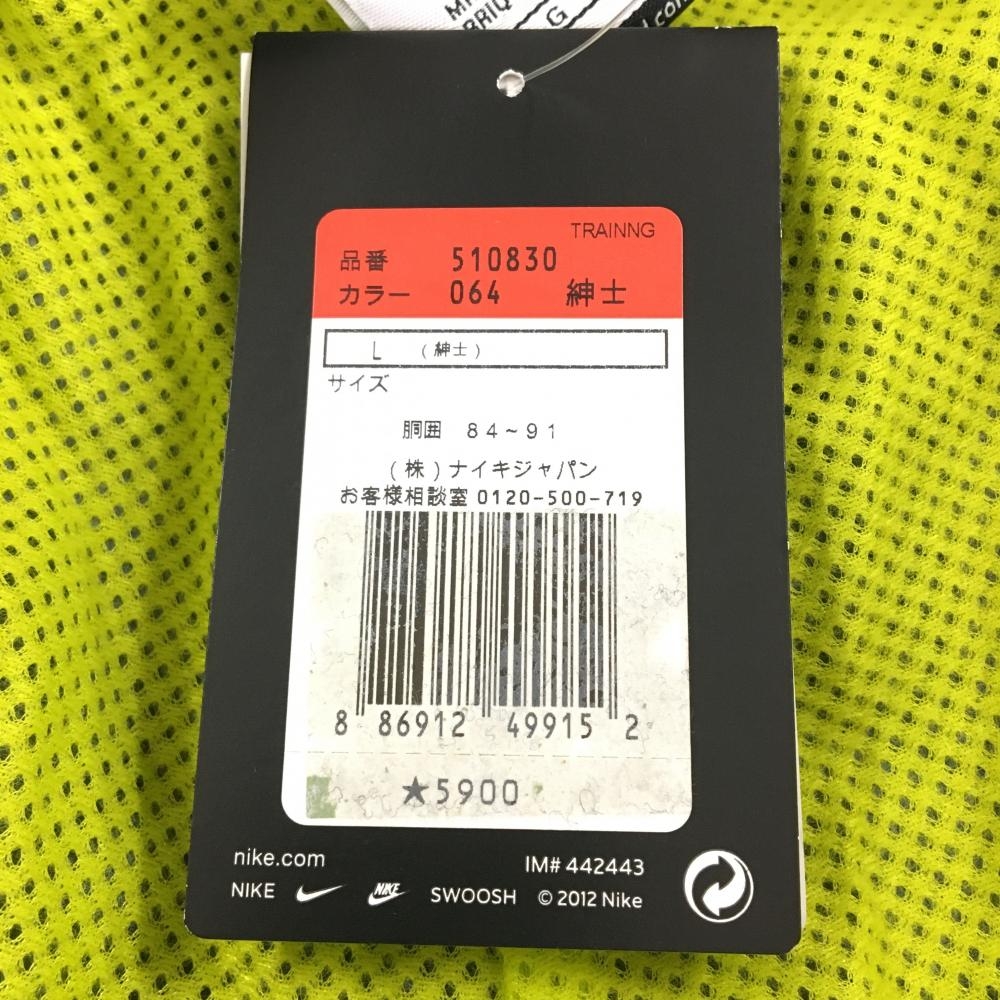 G
TRAINNG
品番 510830
カラー 064 紳士
L (紳士)
サイズ
胴囲 84~91
(株)ナイキジャパン
お客様相談室 0120-500-719
8 86912 49915 2
★5900
nike.com IM# 442443
NIKE NIKE SWOOSH © 2012 Nike